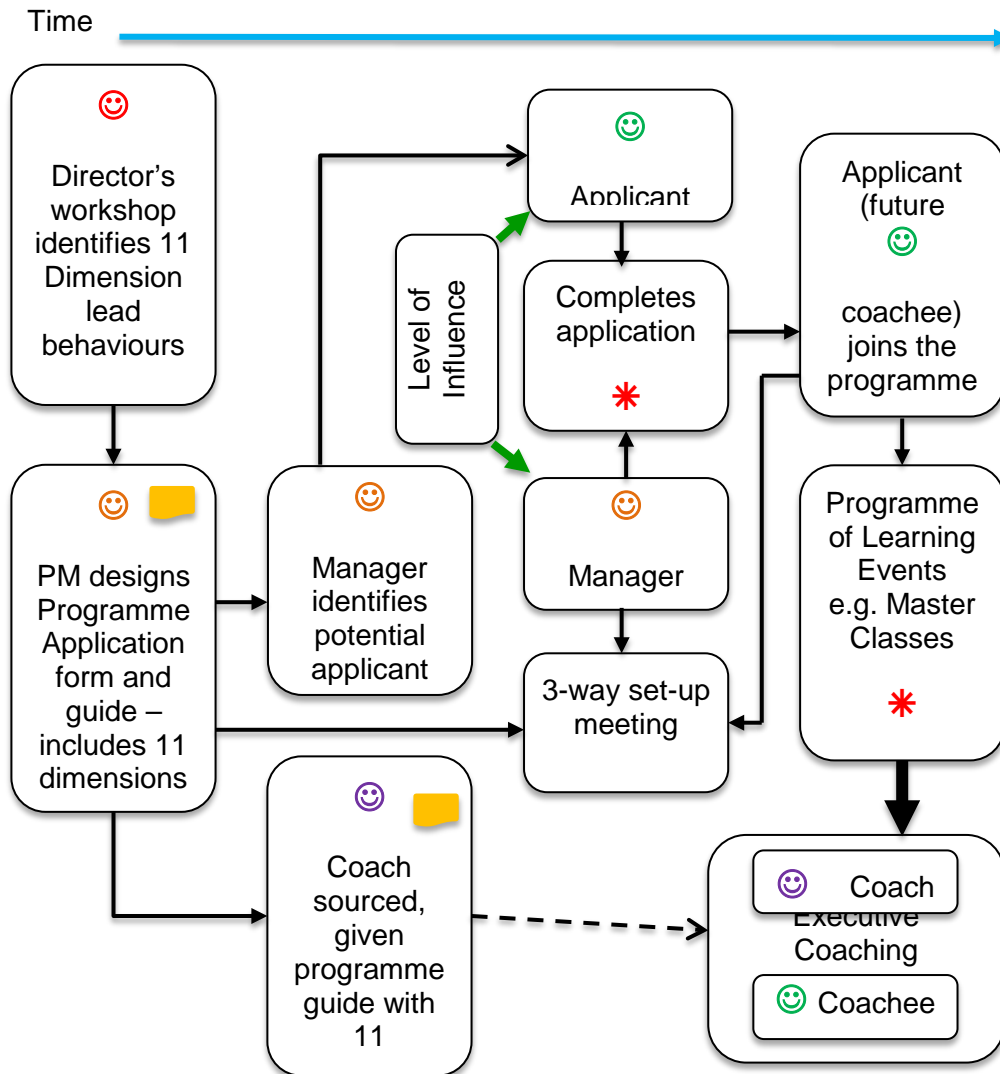 Time
Director's
workshop
identifies 11
Dimension
lead
behaviours
Applicant
Applicant
(future
coachee)
joins the
programme
Level of
Influence
Completes
application
PM designs
Programme
Application
form and
guide –
includes 11
dimensions
Manager
identifies
potential
applicant
Manager
Programme
of Learning
Events
e.g. Master
Classes
3-way set-up
meeting
Coach
sourced,
given
programme
guide with
11
Coach
Executive
Coaching
Coachee